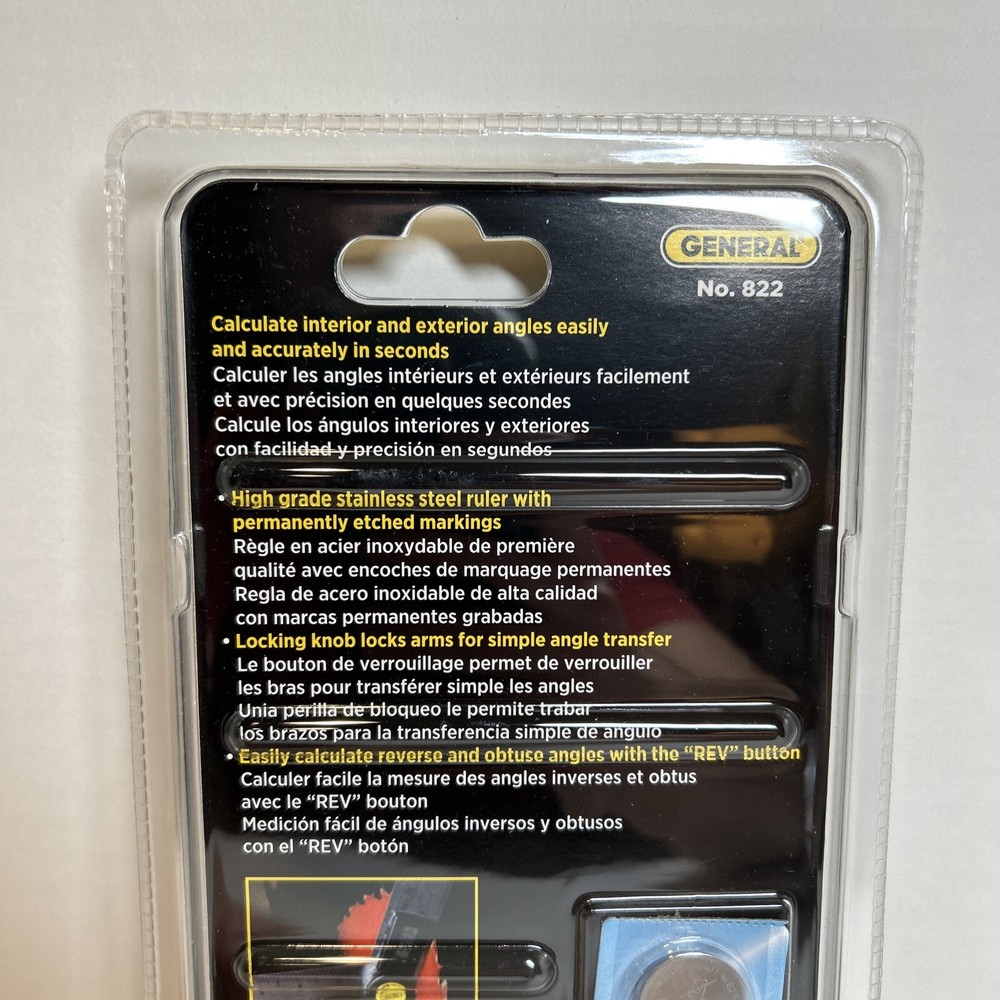 GENERAL
No. 822
Calculate interior and exterior angles easily
and accurately in seconds
Calculer les angles intérieurs et extérieurs facilement
et avec précision en quelques secondes
Calcule los ángulos interiores y exteriores
con facilidad y precisión en segundos
• High grade stainless steel ruler with
permanently etched markings
Règle en acier inoxydable de première
qualité avec encoches de marquage permanentes
Regla de acero inoxidable de alta calidad
con marcas permanentes grabadas
• Locking knob locks arms for simple angle transfer
Le bouton de verrouillage permet de verrouiller
les bras pour transférer simple les angles
Unia perilla de bloqueo le permite trabar
los brazos para la transferencia simple de ángulo
• Easily calculate reverse and obtuse angles with the “REV” button
Calculer facile la mesure des angles inverses et obtus
avec le “REV” bouton
Medición fácil de ángulos inversos y obtusos
con el “REV” botón